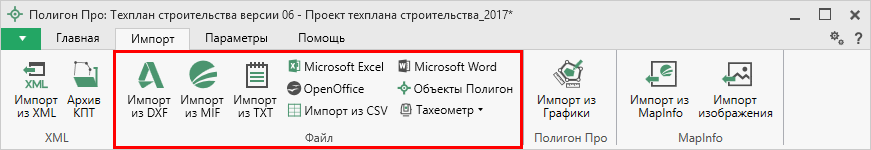 Полигон Про: Техплан строительства версии 06 - Проект техплана строительства_2017*
Главная Импорт Параметры Помощь
?
XML
Импорт из XML
Архив КПТ
XML
Импорт из DXF
Импорт из MIF
Импорт из TXT
Microsoft Excel
OpenOffice
Импорт из CSV
Microsoft Word
Объекты Полигон
Тахеометр
Файл
Импорт из Графики
Полигон Про
Импорт из MapInfo
Импорт изображения
MapInfo